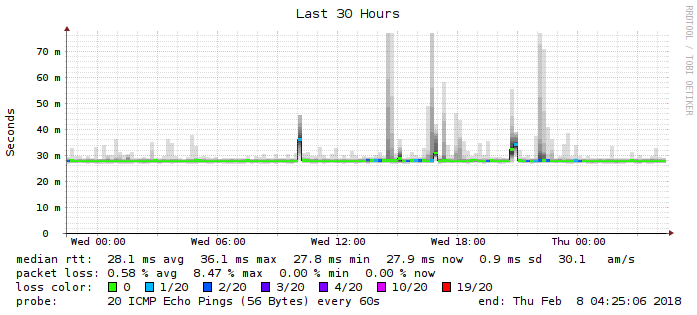 Last 30 Hours
RRDTOOL / TOBI OETIKER
Seconds
70 m
60 m
50 m
40 m
30 m
20 m
10 m
0
Wed 00:00 Wed 06:00 Wed 12:00 Wed 18:00 Thu 00:00
median rtt: 28.1 ms avg 36.1 ms max 27.8 ms min 27.9 ms now 0.9 ms sd 30.1 am/s
packet loss: 0.58 % avg 8.47 % max 0.00 % min 0.00 % now
loss color: 0 1/20 2/20 3/20 4/20 10/20 19/20
probe: 20 ICMP Echo Pings (56 Bytes) every 60s end: Thu Feb 8 04:25:06 2018